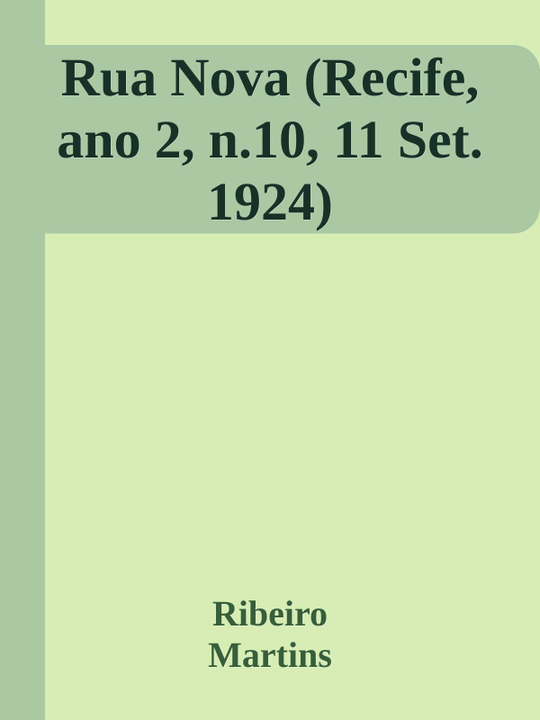 Rua Nova (Recife,
ano 2, n.10, 11 Set.
1924)
Ribeiro
Martins